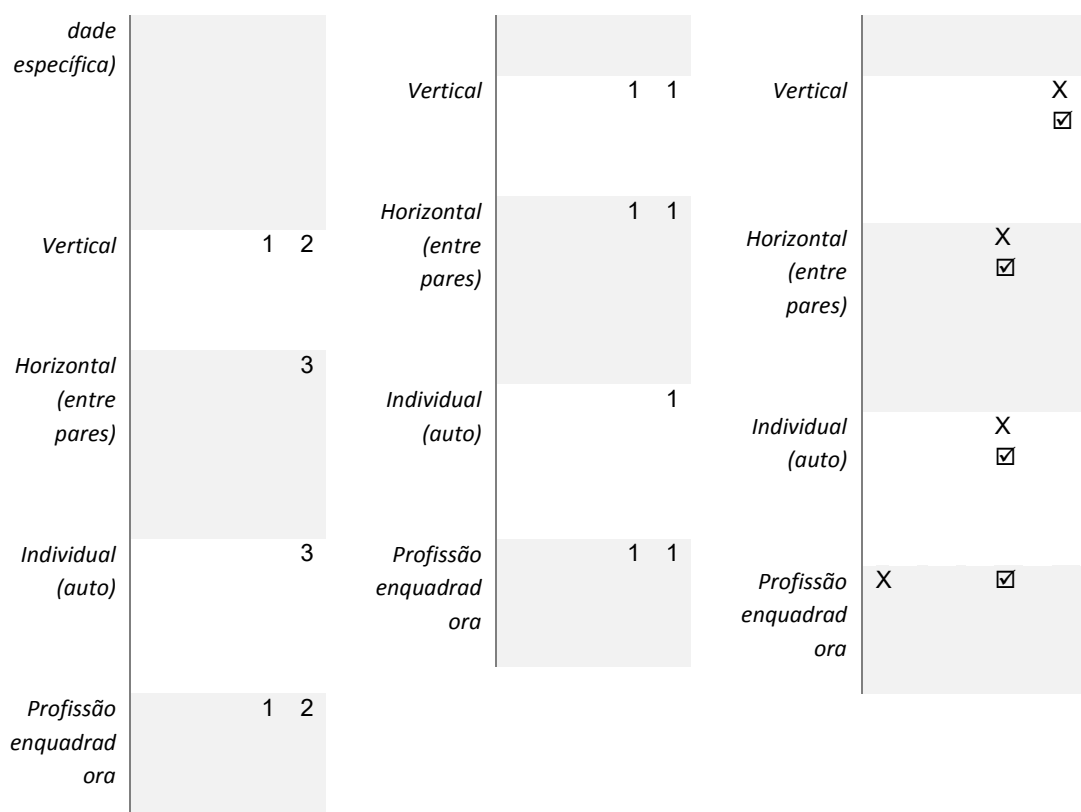 dade
específica)
Vertical 1 2
Horizontal 3
(entre
pares)
Individual 3
(auto)
Profissão 1 2
enquadrad
ora
Vertical 1 1
Horizontal 1 1
(entre
pares)
Individual 1
(auto)
Profissão 1 1
enquadrad
ora
Vertical X
☑
Horizontal X
(entre ☑
pares)
Individual X
(auto) ☑
Profissão X ☑
enquadrad
ora